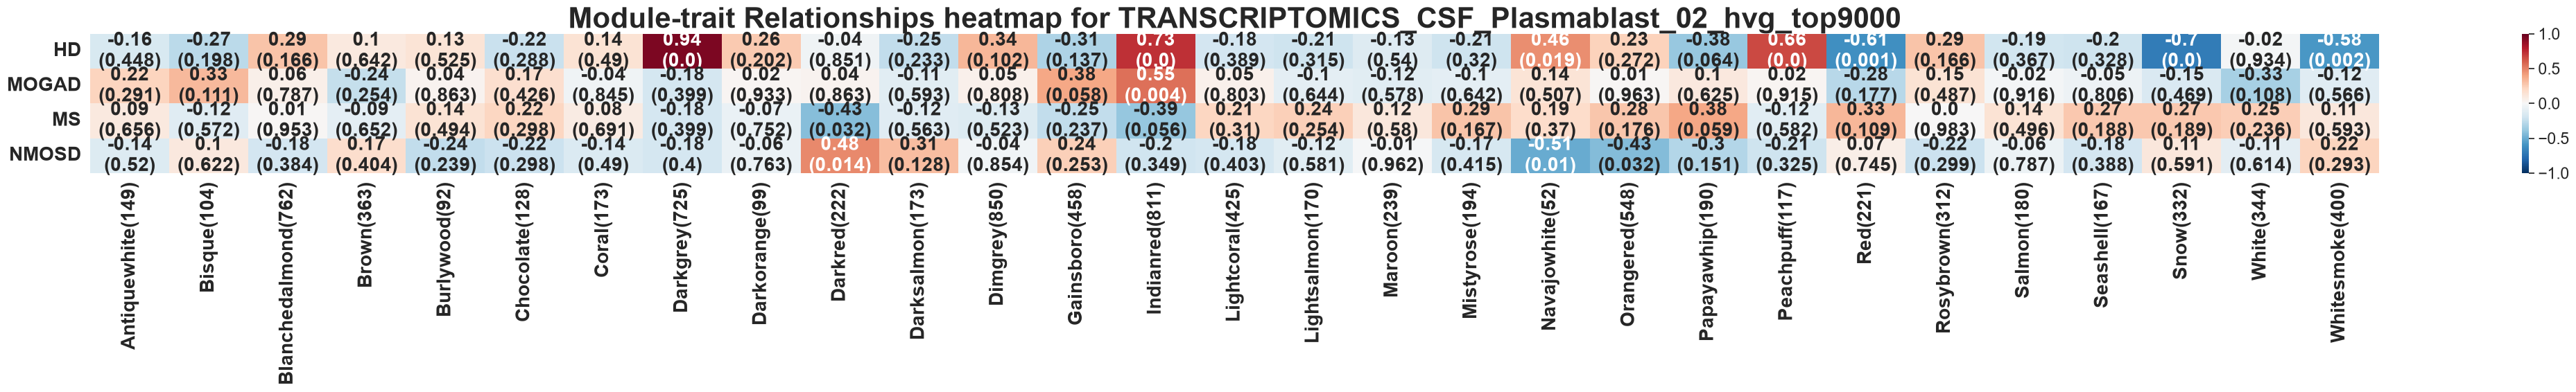 Module-trait Relationships heatmap for TRANSCRIPTOMICS_CSF_Plasmablast_02_hvg_top9000
HD
-0.16 -0.27 0.29 0.1 0.13 -0.22 0.14 0.94 0.26 -0.04 -0.25 0.34 -0.31 0.73 -0.18 -0.21 -0.13 -0.21 0.46 0.23 -0.38 0.66 -0.61 0.29 -0.19 -0.2 -0.7 -0.02 -0.58
(0.448) (0.198) (0.166) (0.642) (0.525) (0.288) (0.49) (0.0) (0.202) (0.851) (0.233) (0.102) (0.137) (0.0) (0.389) (0.315) (0.54) (0.32) (0.019) (0.272) (0.064) (0.0) (0.001) (0.166) (0.367) (0.328) (0.0) (0.934) (0.002)
MOGAD
0.22 0.33 0.06 -0.24 0.04 0.17 -0.04 -0.18 0.02 0.04 -0.11 0.05 0.38 0.55 0.05 -0.1 -0.12 -0.1 0.14 0.01 0.1 0.02 -0.28 0.15 -0.02 -0.05 -0.15 -0.33 -0.12
(0.291) (0.111) (0.787) (0.254) (0.863) (0.426) (0.845) (0.399) (0.933) (0.863) (0.593) (0.808) (0.058) (0.004) (0.803) (0.644) (0.578) (0.642) (0.507) (0.963) (0.625) (0.915) (0.177) (0.487) (0.916) (0.806) (0.469) (0.108) (0.566)
MS
0.09 -0.12 0.01 -0.09 0.14 0.22 0.08 -0.18 -0.07 -0.43 -0.12 -0.13 -0.25 -0.39 0.21 0.24 0.12 0.29 0.19 0.28 0.38 -0.12 0.33 0.0 0.14 0.27 0.27 0.25 0.11
(0.656) (0.572) (0.953) (0.652) (0.494) (0.298) (0.691) (0.399) (0.752) (0.032) (0.563) (0.523) (0.237) (0.056) (0.31) (0.254) (0.58) (0.167) (0.37) (0.176) (0.059) (0.582) (0.109) (0.983) (0.496) (0.188) (0.189) (0.236) (0.593)
NMOSD
-0.14 0.1 -0.18 0.17 -0.24 -0.22 -0.14 -0.18 -0.06 0.48 0.31 -0.04 0.24 -0.2 -0.18 -0.12 -0.01 -0.17 -0.51 -0.43 -0.3 -0.21 0.07 -0.22 -0.06 -0.18 0.11 -0.11 0.22
(0.52) (0.622) (0.384) (0.404) (0.239) (0.298) (0.49) (0.4) (0.763) (0.014) (0.128) (0.854) (0.253) (0.349) (0.403) (0.581) (0.962) (0.415) (0.01) (0.032) (0.151) (0.325) (0.745) (0.299) (0.787) (0.388) (0.591) (0.614) (0.293)
Antiquewhite(149)
Bisque(104)
Blanchedalmond(762)
Brown(363)
Burlywood(92)
Chocolate(128)
Coral(173)
Darkgrey(725)
Darkorange(99)
Darkred(222)
Darksalmon(173)
Dimgrey(850)
Gainsboro(458)
Indianred(811)
Lightcoral(425)
Lightsalmon(170)
Maroon(239)
Mistyrose(194)
Navajowhite(52)
Orangered(548)
Papayawhip(190)
Peachpuff(117)
Red(221)
Rosybrown(312)
Salmon(180)
Seashell(167)
Snow(332)
White(344)
Whitesmoke(400)
1.0
0.5
0.0
−0.5
−1.0